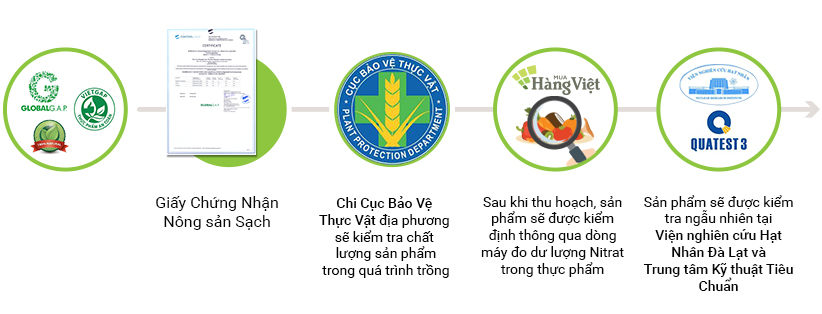 GLOBALG.A.P.
VIETGAP
THỰC PHẨM AN TOÀN
100% NATURAL
CERTIFICATE
GLOBALG.A.P.
Giấy Chứng Nhận
Nông sản Sạch
CỤC BẢO VỆ THỰC VẬT
PLANT PROTECTION DEPARTMENT
Chi Cục Bảo Vệ
Thực Vật địa phương
sẽ kiểm tra chất
lượng sản phẩm
trong quá trình trồng
MUA
Hàng Việt
Sau khi thu hoạch, sản
phẩm sẽ được kiểm
định thông qua dòng
máy đo dư lượng Nitrat
trong thực phẩm
VIỆN NGHIÊN CỨU HẠT NHÂN
NUCLEAR RESEARCH INSTITUTE
QUATEST 3
Sản phẩm sẽ được kiểm
tra ngẫu nhiên tại
Viện nghiên cứu Hạt
Nhân Đà Lạt và
Trung tâm Kỹ thuật Tiêu
Chuẩn